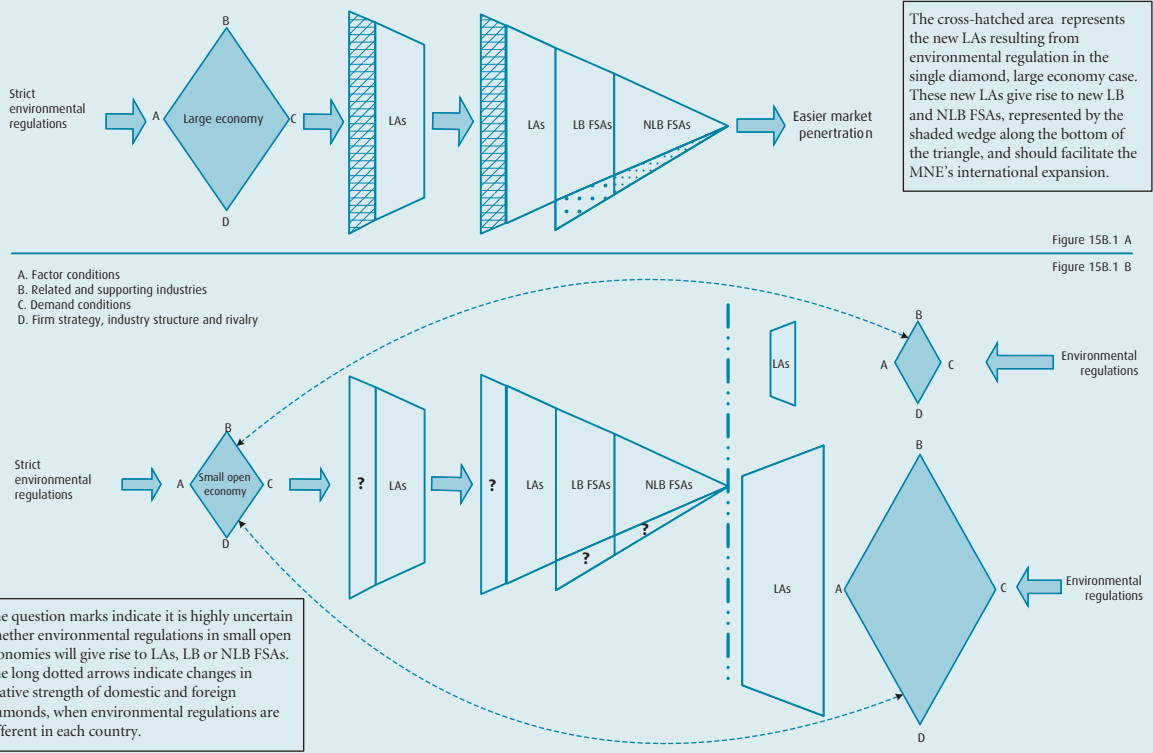 B
Strict
environmental
regulations
A
Large economy
C
D
LAs
LAs
LB FSAs
NLB FSAs
Easier market
penertration
The cross-hatched area represents
the new LAs resulting from
environmental regulation in the
single diamond, large economy case.
These new LAs give rise to new LB
and NLB FSAs, represented by the
shaded wedge along the bottom of
the triangle, and should facilitate the
MNE's international expansion.
Figure 15B.1 A
Figure 15B.1 B
A. Factor conditions
B. Related and supporting industries
C. Demand conditions
D. Firm strategy, industry structure and rivalry
B
Strict
environmental
regulations
A
Small open
economy
C
D
?
LAs
?
LAs
LB FSAs
NLB FSAs
?
?
LAs
B
A
C
D
Environmental
regulations
LAs
B
A
C
D
Environmental
regulations
question marks indicate it is highly uncertain
environmental regulations in small open
will give rise to LAs, LB or NLB FSAs.
long dotted arrows indicate changes in
strength of domestic and foreign
when environmental regulations are
in each country.